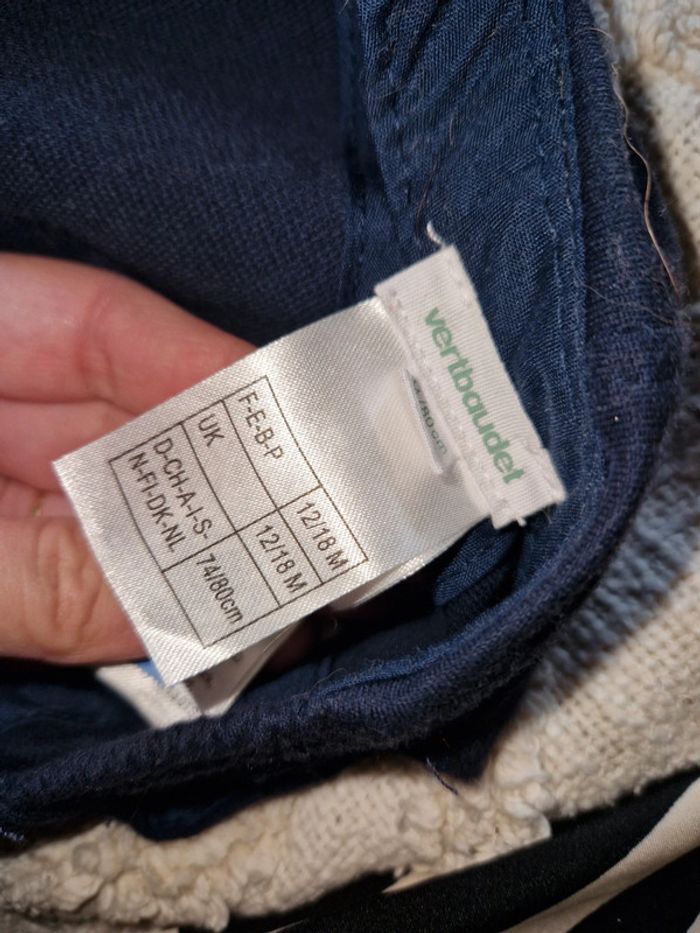 vertbaudet
F-E-B-P 12/18 M
UK 12/18 M
D-CH-A-I-S-
N-FI-DK-NL 74/80cm